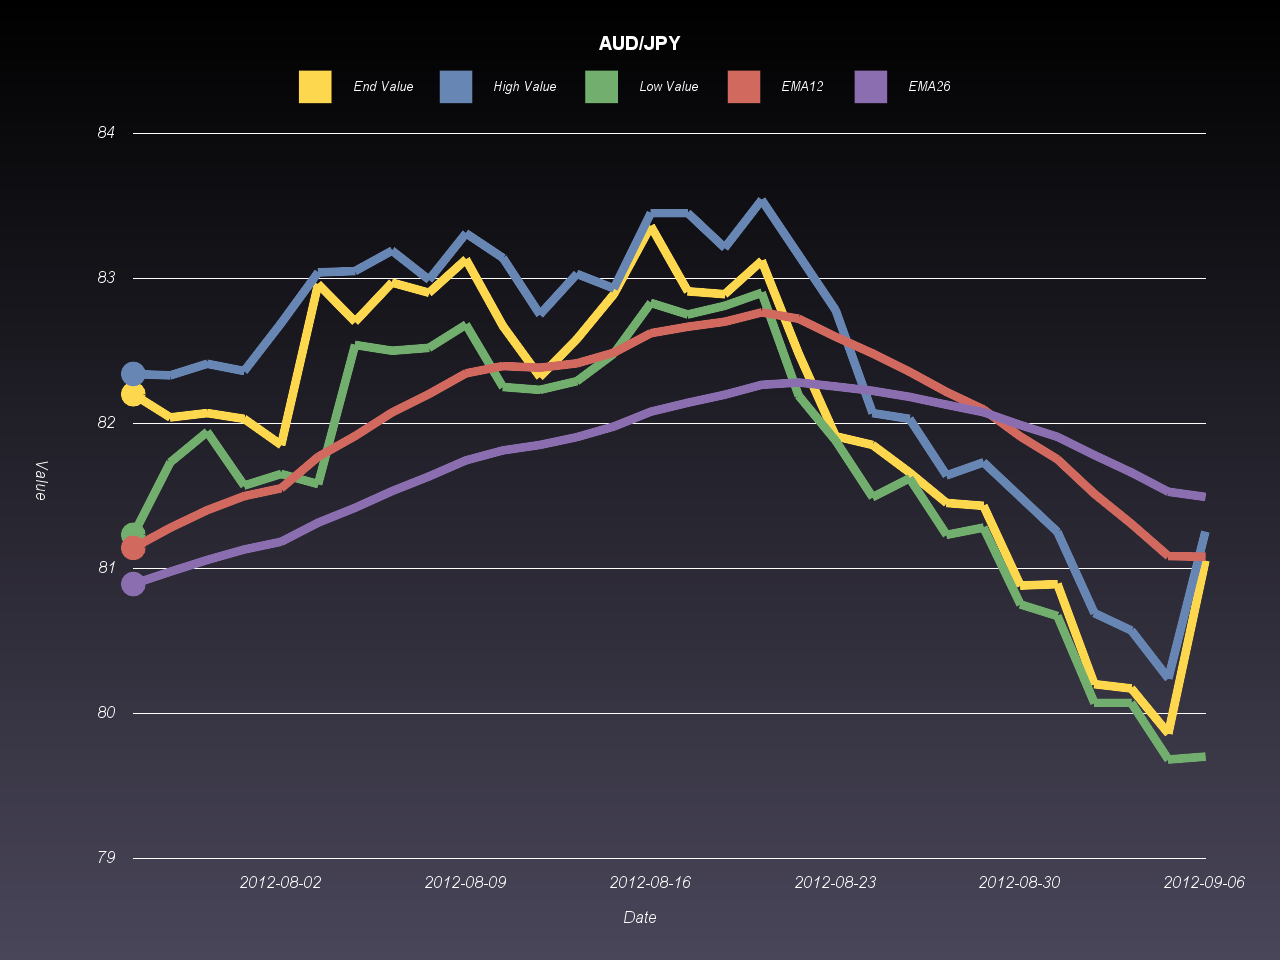 AUD/JPY
End Value High Value Low Value EMA12 EMA26
84
83
82
81
80
79
Value
2012-08-02 2012-08-09 2012-08-16 2012-08-23 2012-08-30 2012-09-06
Date